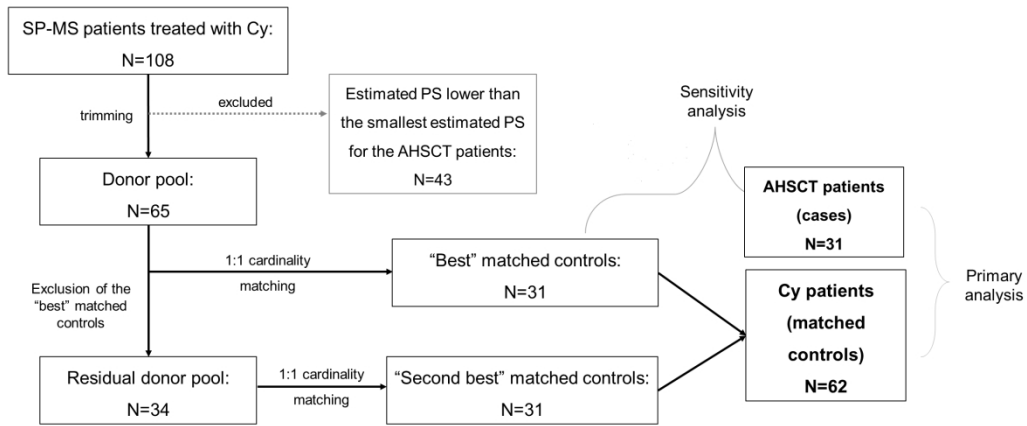 SP-MS patients treated with Cy:
N=108
trimming
excluded
Estimated PS lower than
the smallest estimated PS
for the AHSCT patients:
N=43
Sensitivity
analysis
Donor pool:
N=65
AHSCT patients
(cases)
N=31
1:1 cardinality
matching
"Best" matched controls:
N=31
Exclusion of the
"best" matched
controls
Cy patients
(matched
controls)
N=62
Primary
analysis
Residual donor pool:
N=34
1:1 cardinality
matching
"Second best" matched controls:
N=31